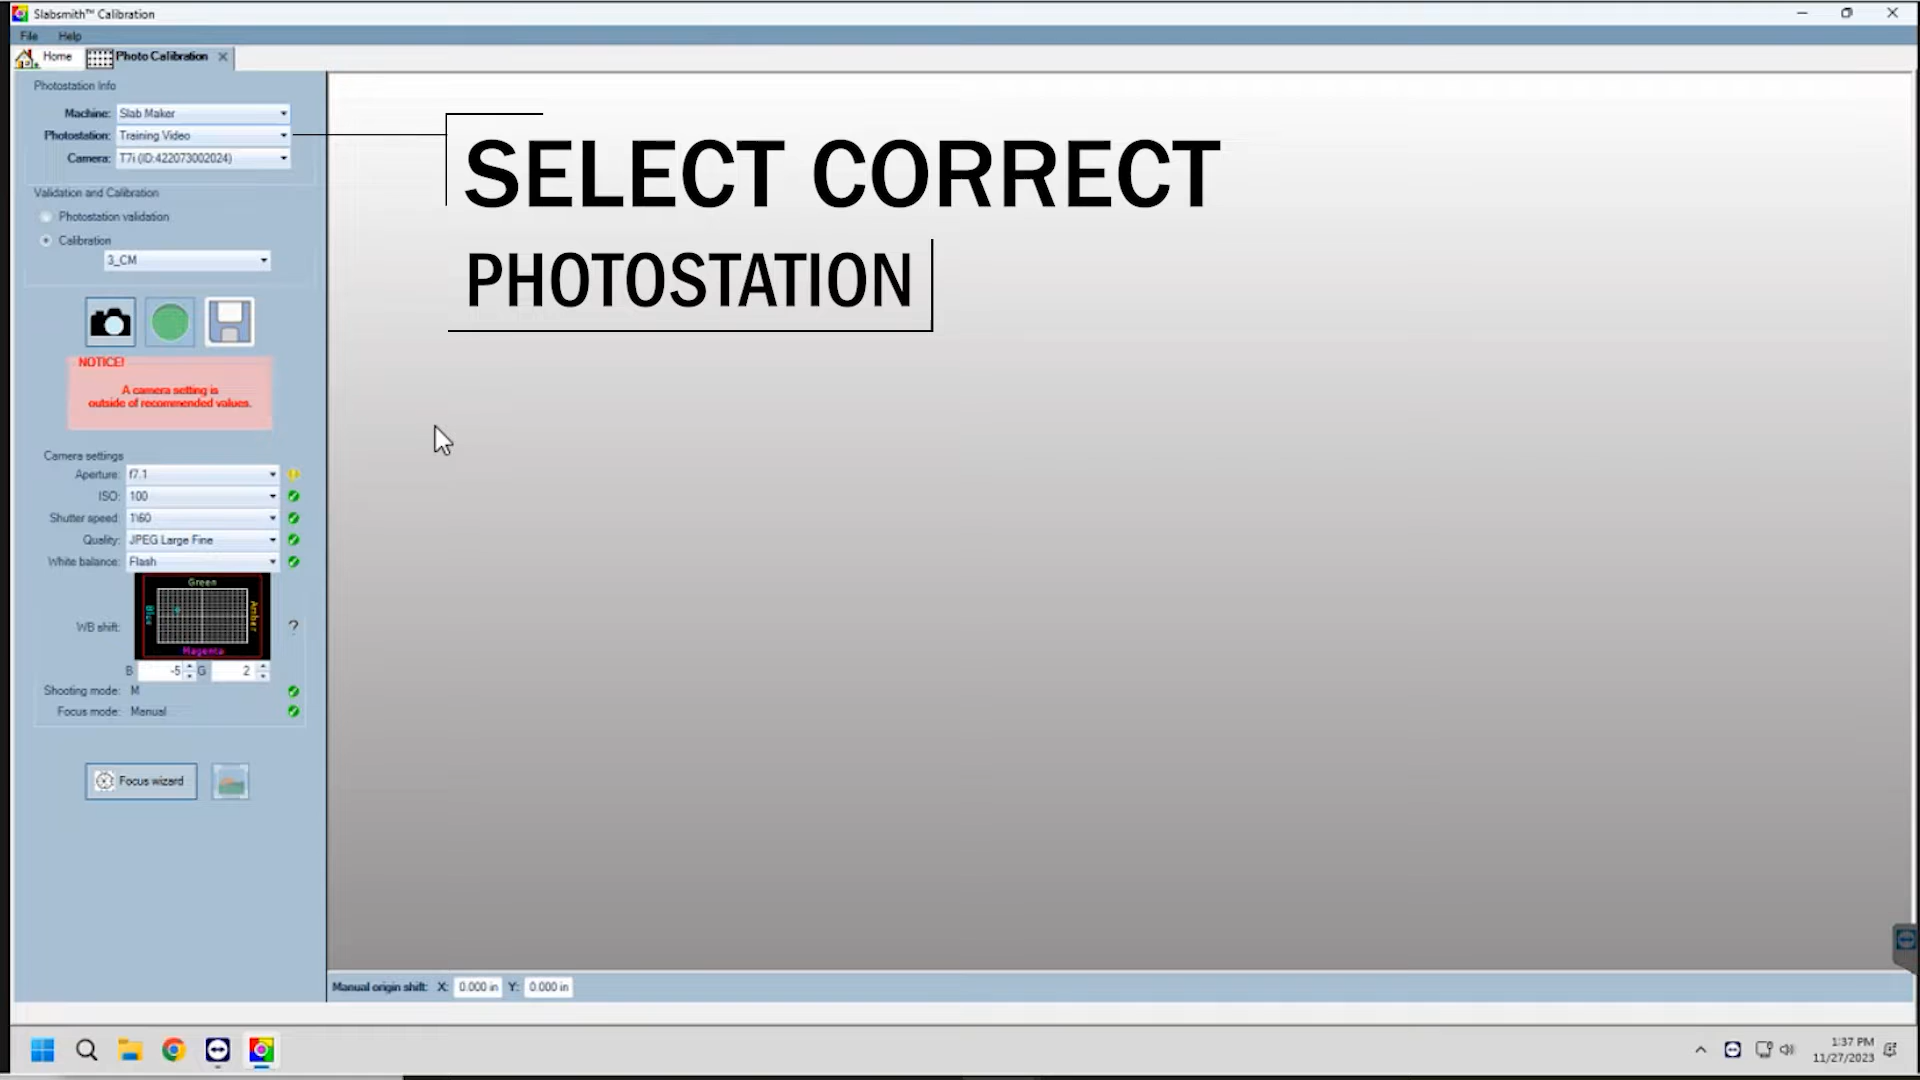 Slabsmith™ Calibration
File Help
Home Photo Calibration
Photostation Info
Machine: Slab Maker
Photostation: Training Video
Camera: T7i (ID:422073002024)
SELECT CORRECT
PHOTOSTATION
Validation and Calibration
Photostation validation
Calibration
3_CM
NOTICE!
A camera setting is
outside of recommended values.
Camera settings
Aperture: f7.1
ISO: 100
Shutter speed: 1\60
Quality: JPEG Large Fine
White balance: Flash
Green
Blue
Amber
WB shift: ?
Magenta
B -5 G 2
Shooting mode: M
Focus mode: Manual
Focus wizard
Manual origin shift: X: 0.000 in Y: 0.000 in
1:37 PM
11/27/2023